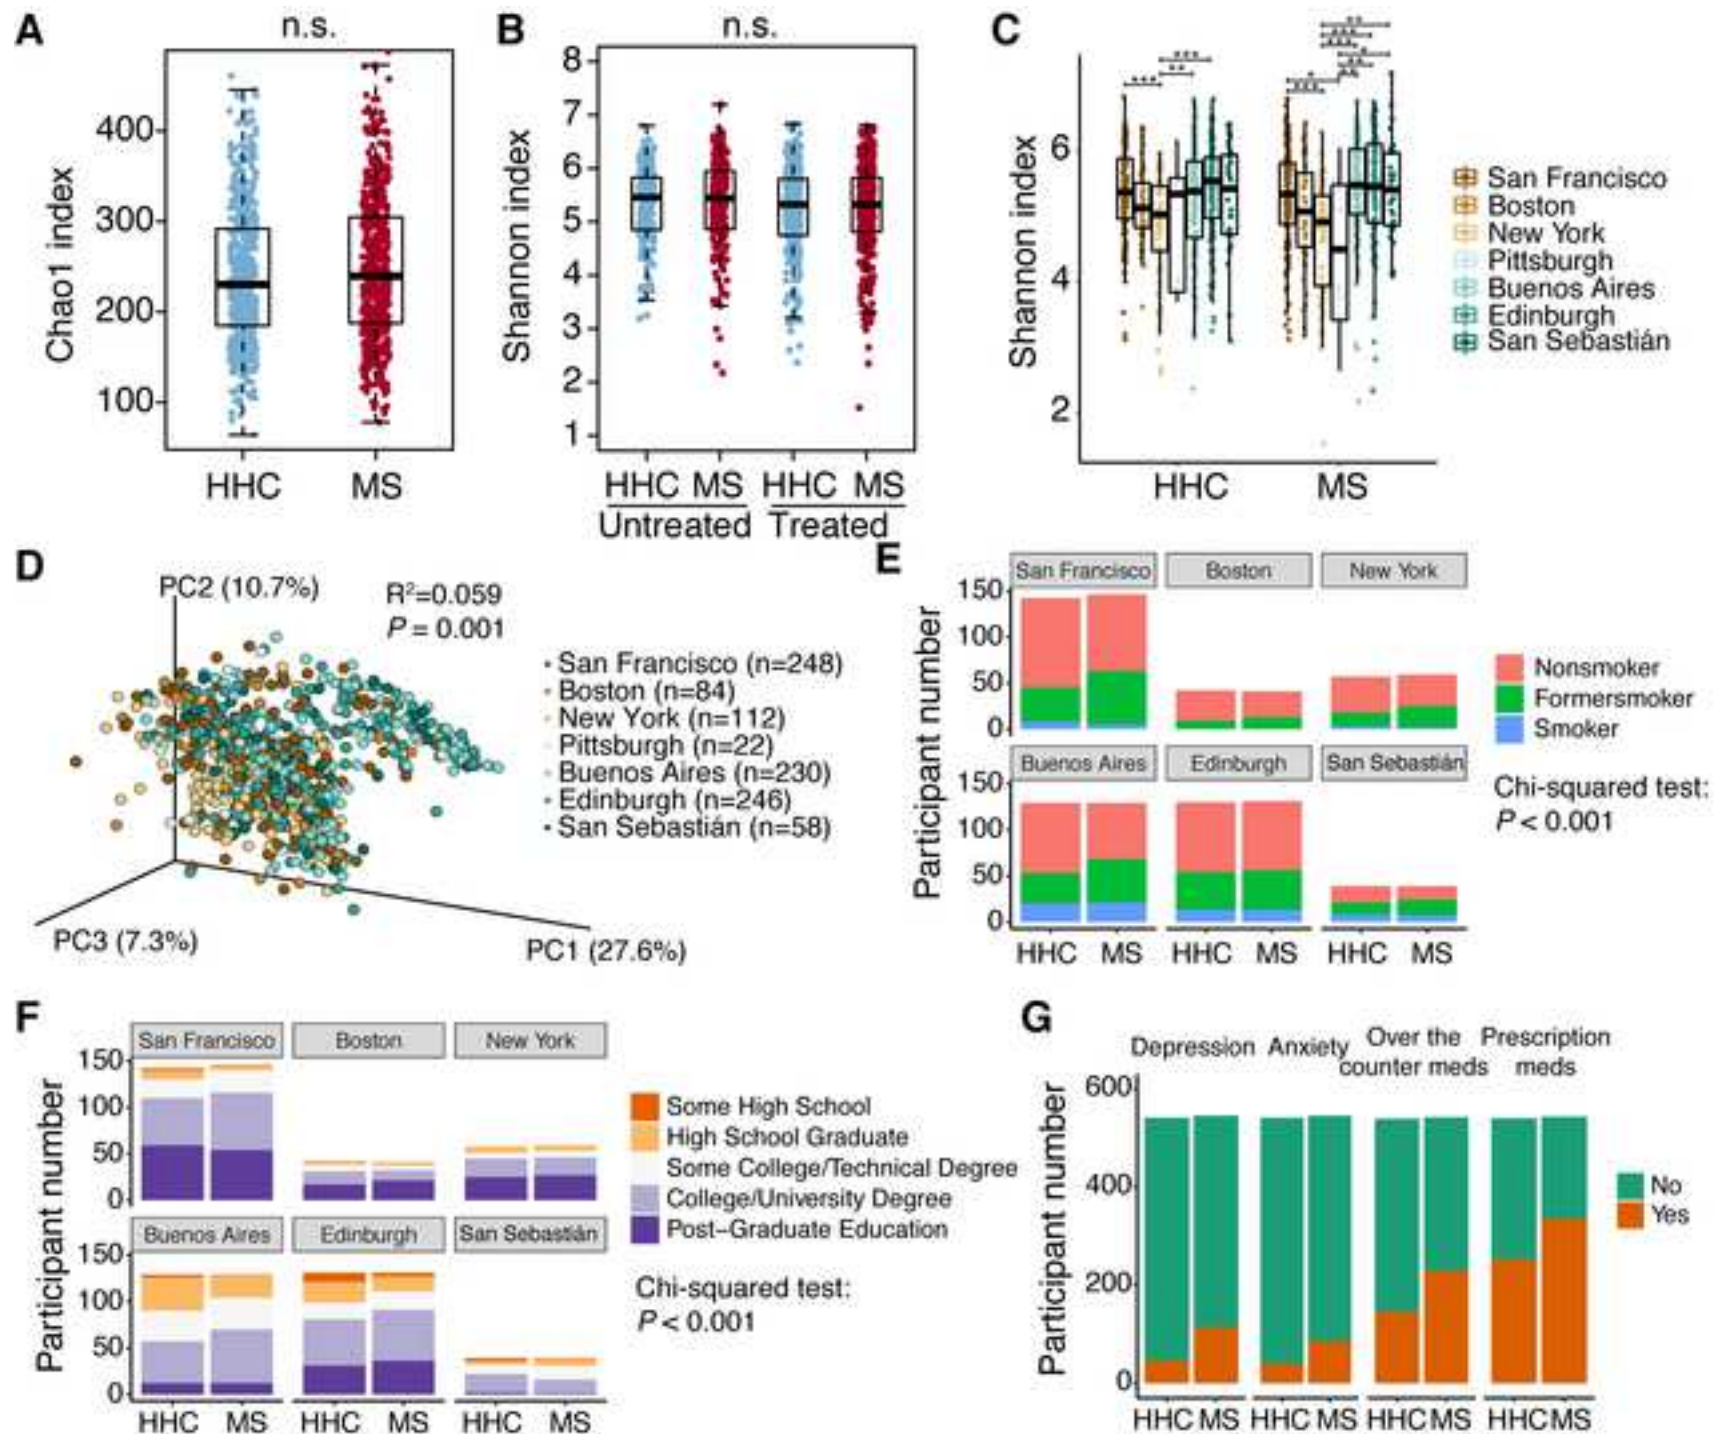 A
n.s.
Chao1 index
400
300
200
100
HHC MS
B
n.s.
Shannon index
8
7
6
5
4
3
2
1
HHC MS HHC MS
Untreated Treated
C
Shannon index
6
4
2
HHC MS
San Francisco
Boston
New York
Pittsburgh
Buenos Aires
Edinburgh
San Sebastián
D
PC2 (10.7%)
R²=0.059
P = 0.001
San Francisco (n=248)
Boston (n=84)
New York (n=112)
Pittsburgh (n=22)
Buenos Aires (n=230)
Edinburgh (n=246)
San Sebastián (n=58)
PC3 (7.3%)
PC1 (27.6%)
E
Participant number
San Francisco Boston New York
150
100
50
0
Buenos Aires Edinburgh San Sebastián
150
100
50
0
HHC MS HHC MS HHC MS
Nonsmoker
Formersmoker
Smoker
Chi-squared test:
P < 0.001
F
Participant number
San Francisco Boston New York
150
100
50
0
Buenos Aires Edinburgh San Sebastián
150
100
50
0
HHC MS HHC MS HHC MS
Some High School
High School Graduate
Some College/Technical Degree
College/University Degree
Post–Graduate Education
Chi-squared test:
P < 0.001
G
Participant number
Depression Anxiety Over the counter meds Prescription meds
600
400
200
0
HHC MS HHC MS HHC MS HHC MS
No
Yes